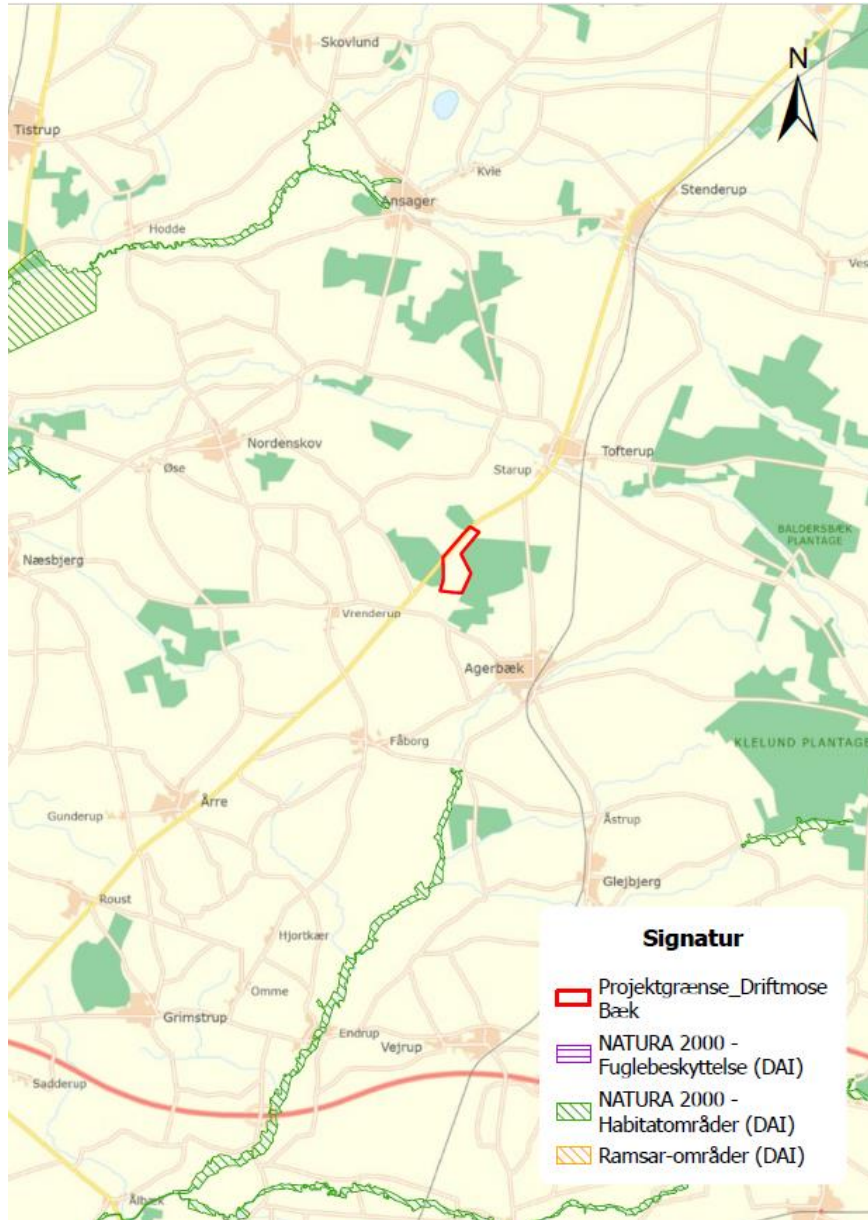 Skovlund
N
Tistrup
Kvie
Ansager
Stenderup
Hodde
Ves
Nordenskov
Tofterup
Øse
Starup
BALDERSBÆK
PLANTAGE
Næsbjerg
Vrenderup
Agerbæk
Fåborg
KLELUND PLANTAGE
Gunderup
Årre
Åstrup
Glejbjerg
Roust
Hjortkær
Omme
Grimstrup
Endrup
Vejrup
Sadderup
Ålbæk
Signatur
Projektgrænse_Driftmose
Bæk
NATURA 2000 -
Fuglebeskyttelse (DAI)
NATURA 2000 -
Habitatområder (DAI)
Ramsar-områder (DAI)